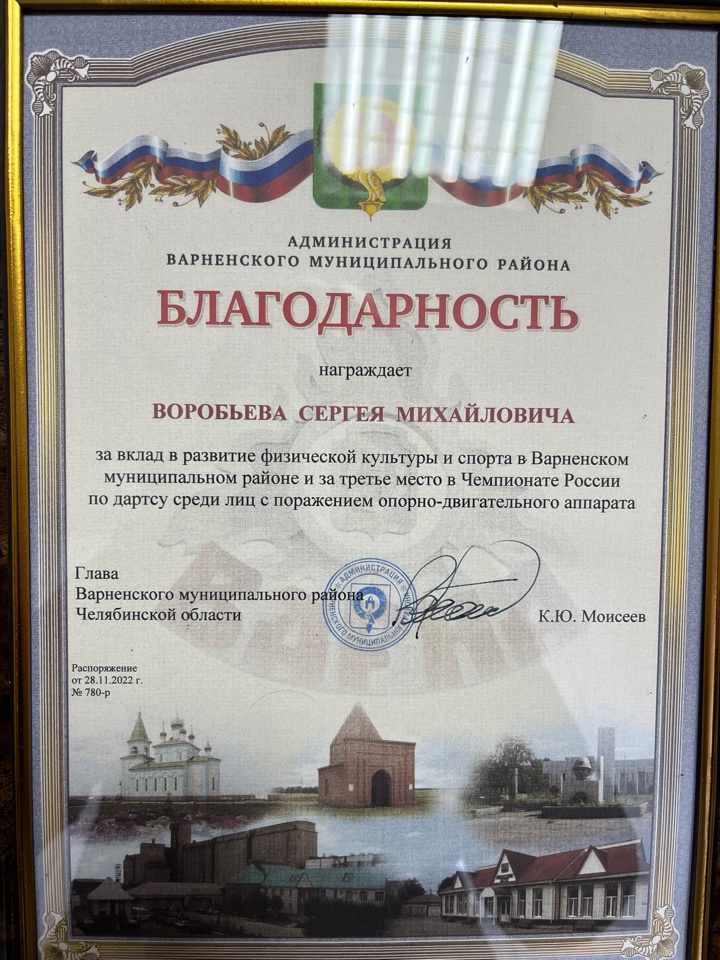 АДМИНИСТРАЦИЯ
ВАРНЕНСКОГО МУНИЦИПАЛЬНОГО РАЙОНА
БЛАГОДАРНОСТЬ
награждает
ВОРОБЬЕВА СЕРГЕЯ МИХАЙЛОВИЧА
за вклад в развитие физической культуры и спорта в Варненском
муниципальном районе и за третье место в Чемпионате России
по дартсу среди лиц с поражением опорно-двигательного аппарата
Глава
Варненского муниципального района
Челябинской области
К.Ю. Моисеев
АДМИНИСТРАЦИЯ
Распоряжение
от 28.11.2022 г.
№ 780-р